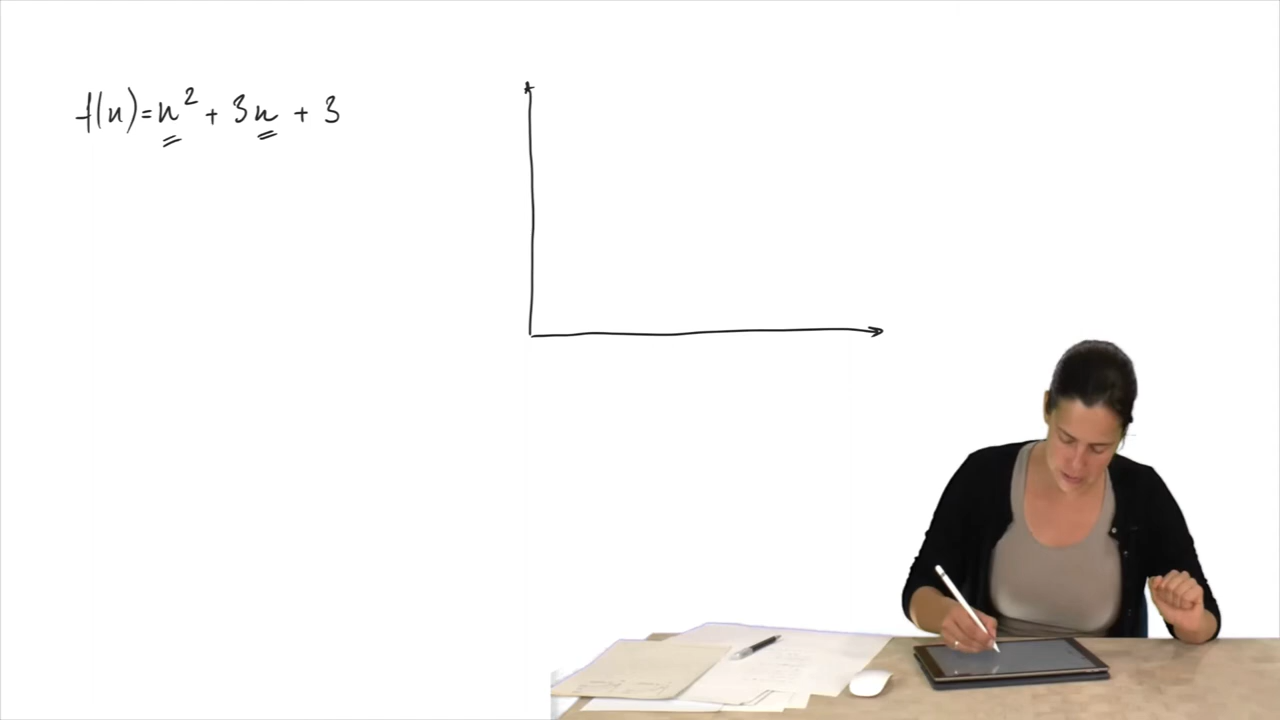 f(n)=n² + 3n + 3